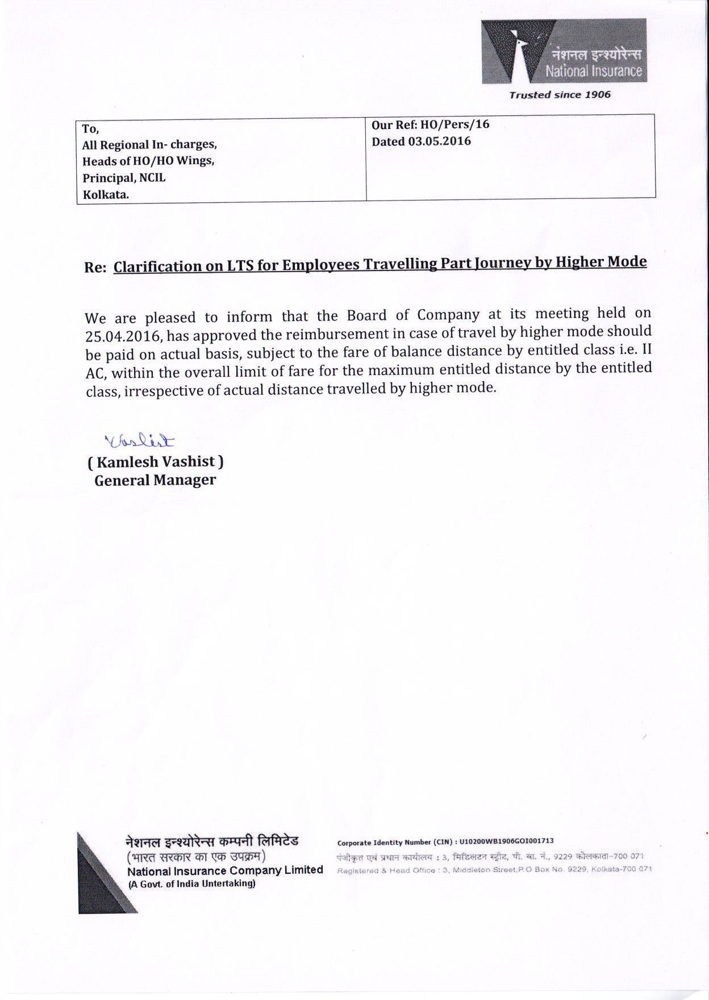 नेशनल इन्श्योरेन्स
National Insurance
Trusted since 1906
To,
All Regional In- charges,
Heads of HO/HO Wings,
Principal, NCIL
Kolkata.
Our Ref: HO/Pers/16
Dated 03.05.2016
Re: Clarification on LTS for Employees Travelling Part Journey by Higher Mode
We are pleased to inform that the Board of Company at its meeting held on
25.04.2016, has approved the reimbursement in case of travel by higher mode should
be paid on actual basis, subject to the fare of balance distance by entitled class i.e. II
AC, within the overall limit of fare for the maximum entitled distance by the entitled
class, irrespective of actual distance travelled by higher mode.
Vashist
( Kamlesh Vashist )
General Manager
नेशनल इन्श्योरेन्स कम्पनी लिमिटेड
(भारत सरकार का एक उपक्रम)
National Insurance Company Limited
(A Govt. of India Untertaking)
Corporate Identity Number (CIN) : U10200WB1906GOI001713
पंजीकृत एवं प्रधान कार्यालय : 3, मिडिलटन स्ट्रीट, पी. बा. नं., 9229 कोलकाता-700 071
Registered & Head Office : 3, Middleton Street,P.O Box No. 9229, Kolkata-700 071